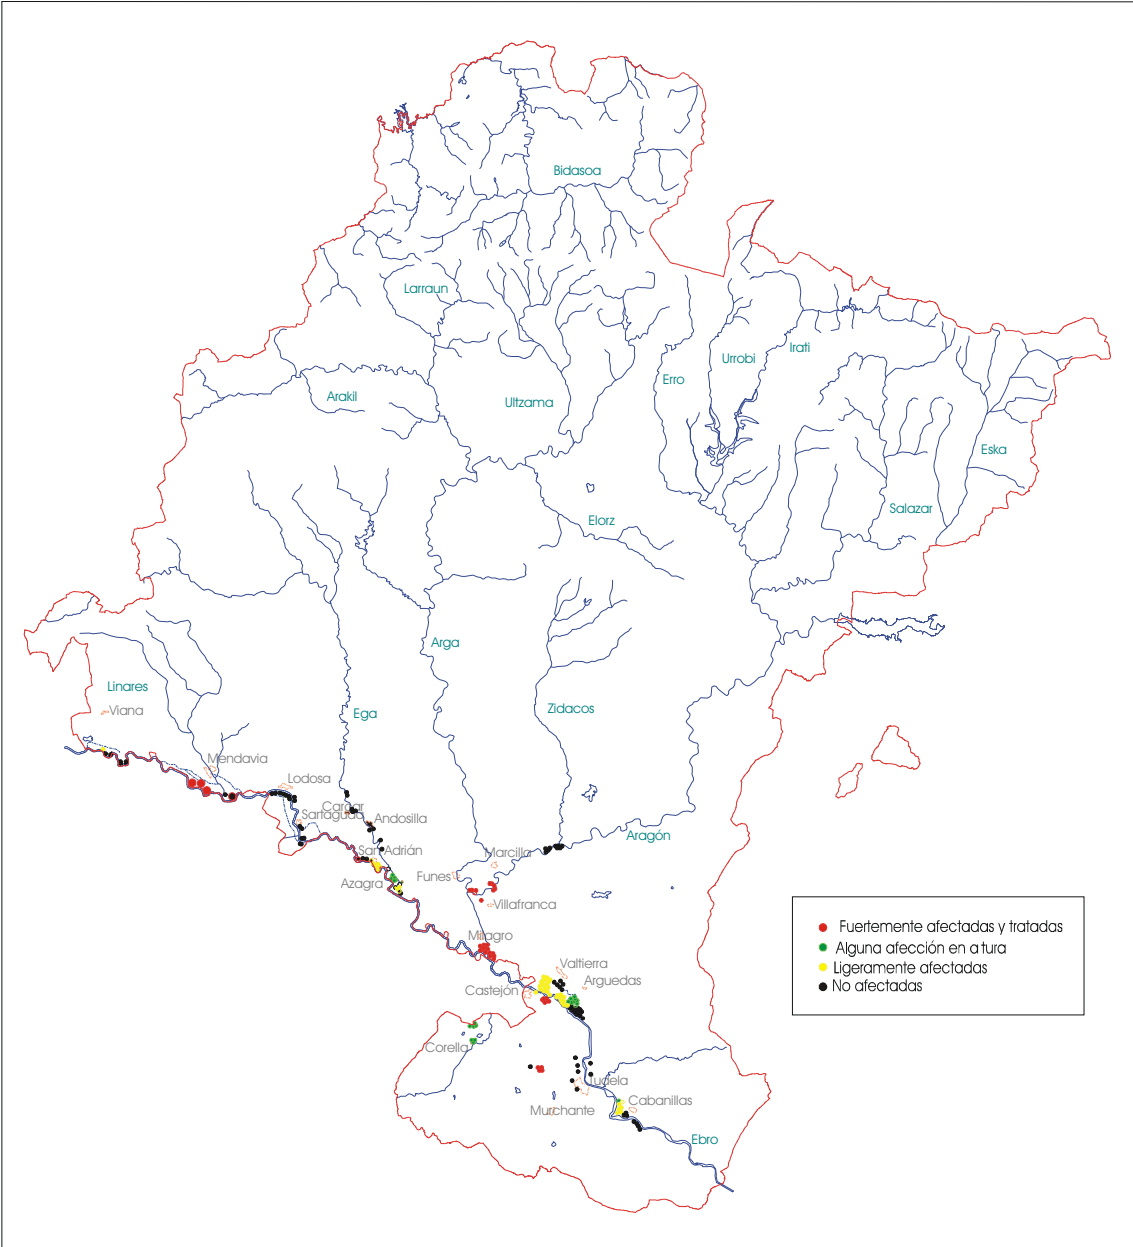 Bidasoa
Larraun
Irati
Urrobi
Erro
Arakil
Ultzama
Eska
Salazar
Elorz
Arga
Linares
Viana
Zidacos
Ega
Mendavia
Lodosa
Carcar
Sartaguda
Andosilla
Aragón
San Adrián
Marcilla
Funes
Azagra
Villafranca
Milagro
Valtierra
Arguedas
Castejón
Corella
Tudela
Cabanillas
Murchante
Ebro
Fuertemente afectadas y tratadas
Alguna afección en a tura
Ligeramente afectadas
No afectadas